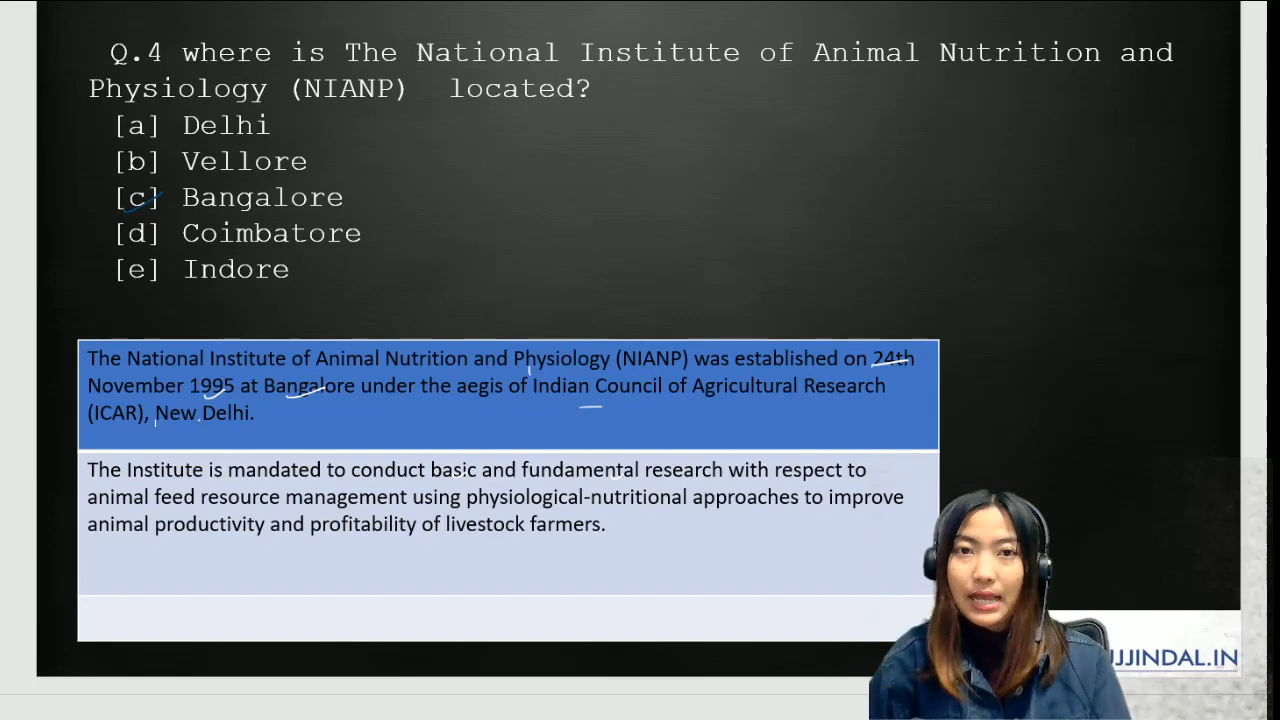 Q.4 where is The National Institute of Animal Nutrition and
Physiology (NIANP) located?
[a] Delhi
[b] Vellore
[c] Bangalore
[d] Coimbatore
[e] Indore
The National Institute of Animal Nutrition and Physiology (NIANP) was established on 24th
November 1995 at Bangalore under the aegis of Indian Council of Agricultural Research
(ICAR), New Delhi.
The Institute is mandated to conduct basic and fundamental research with respect to
animal feed resource management using physiological-nutritional approaches to improve
animal productivity and profitability of livestock farmers.
JJINDAL.IN